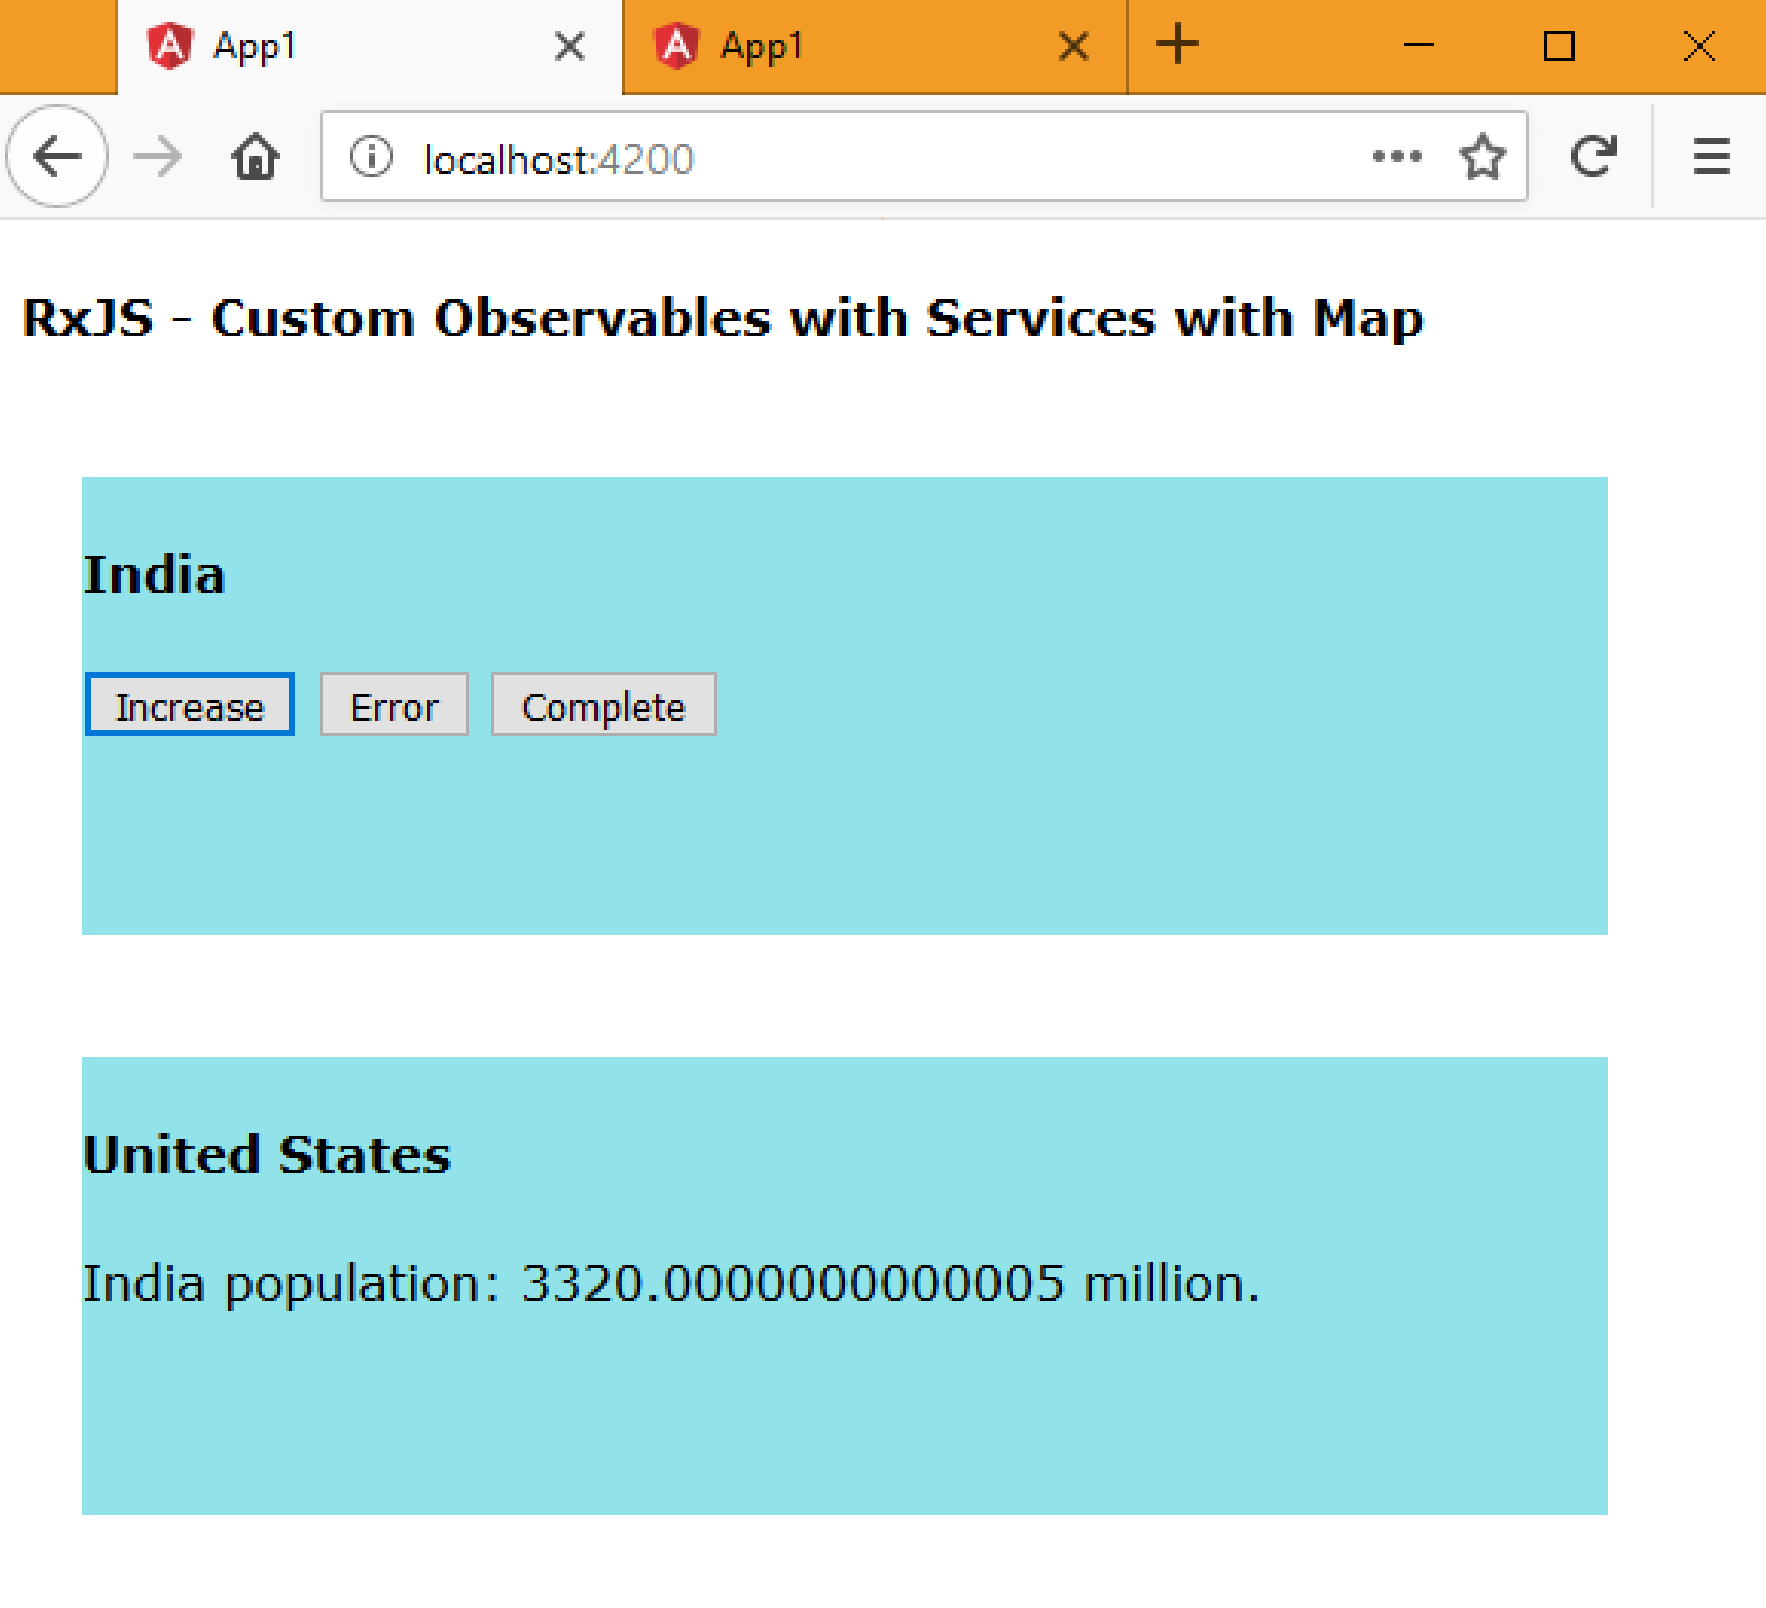 App1 App1
localhost:4200
RxJS - Custom Observables with Services with Map
India
Increase Error Complete
United States
India population: 3320.0000000000005 million.